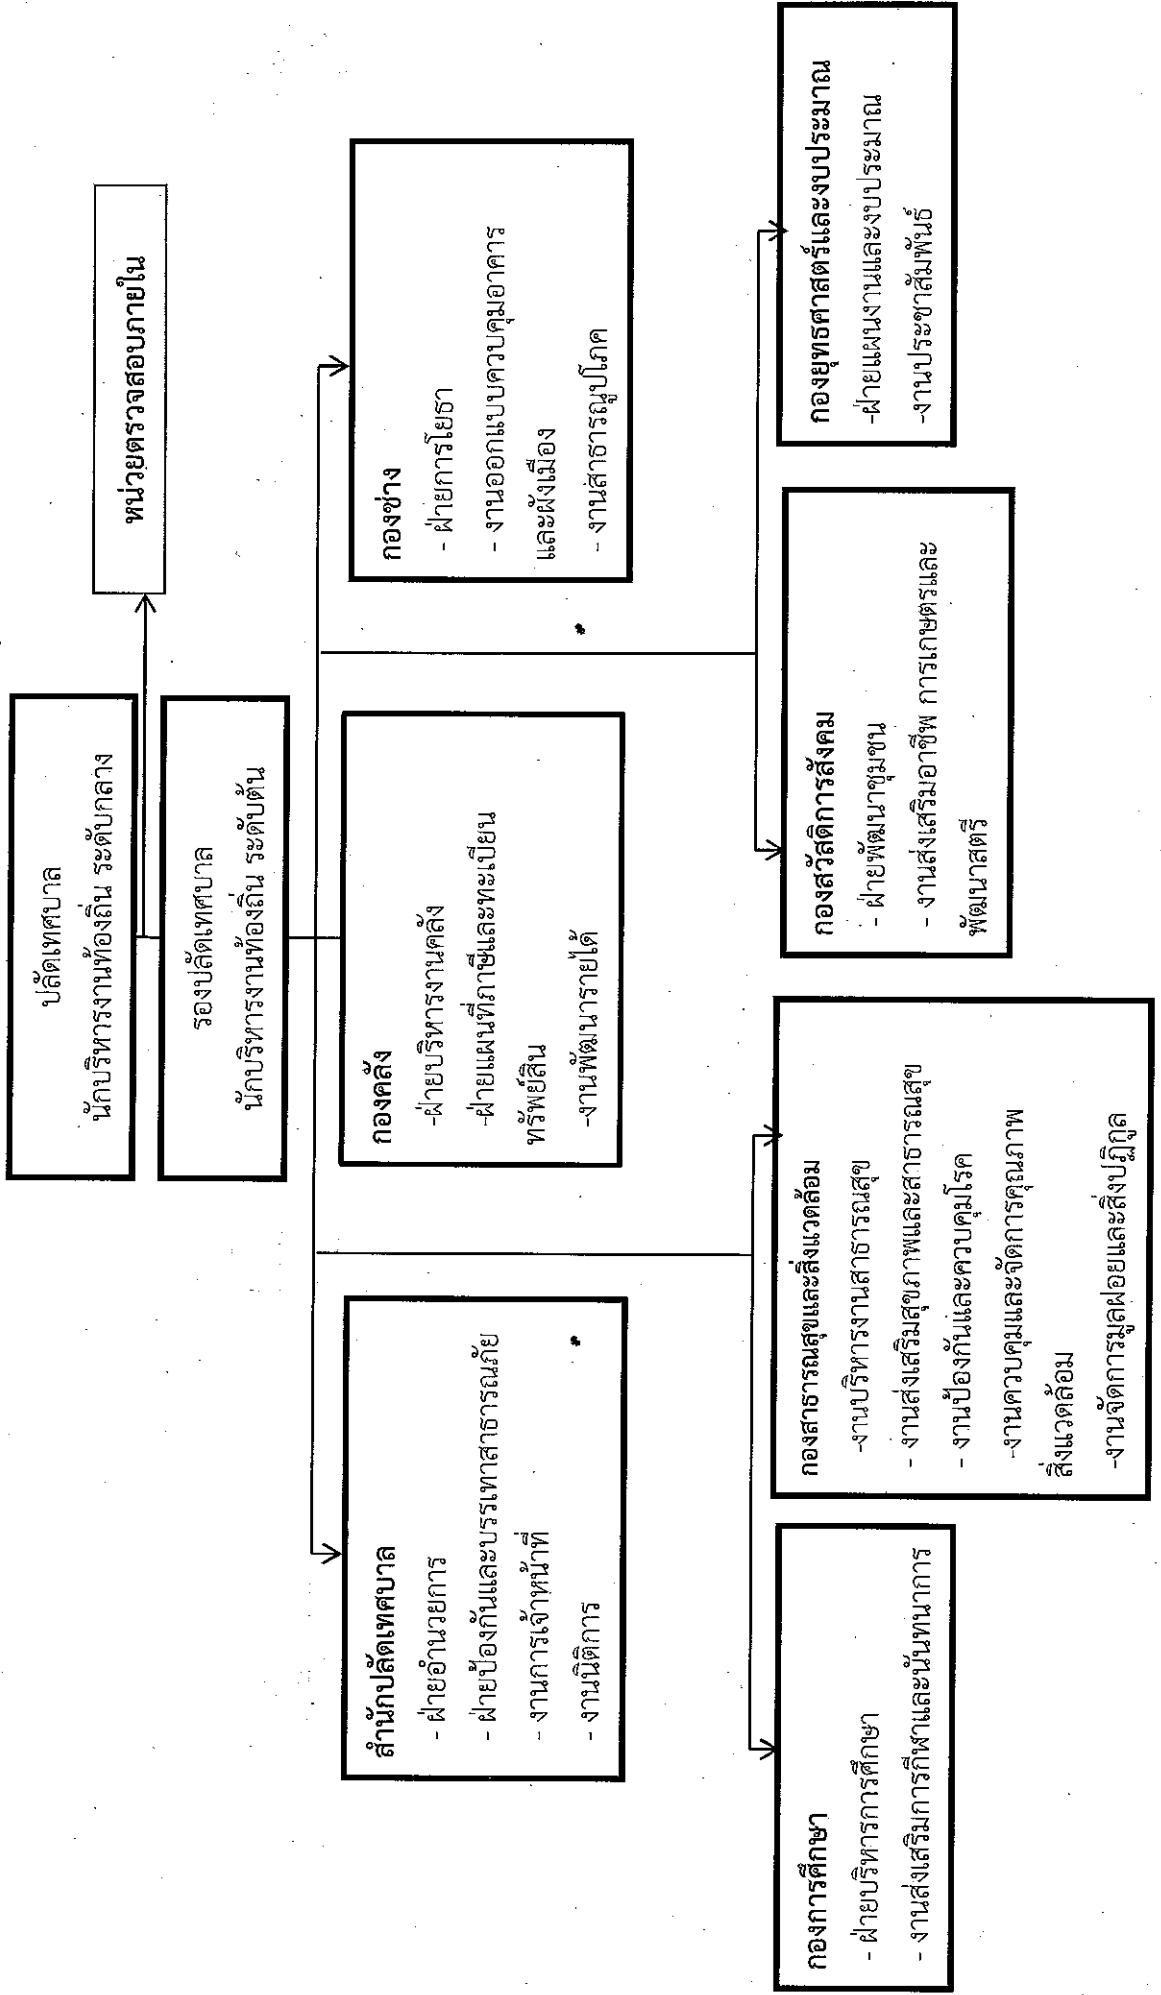 ปลัดเทศบาล
นักบริหารงานท้องถิ่น ระดับกลาง
หน่วยตรวจสอบภายใน
รองปลัดเทศบาล
นักบริหารงานท้องถิ่น ระดับต้น
สำนักปลัดเทศบาล
- ฝ่ายอำนวยการ
- ฝ่ายป้องกันและบรรเทาสาธารณภัย
- งานการเจ้าหน้าที่
- งานนิติการ
กองคลัง
-ฝ่ายบริหารงานคลัง
-ฝ่ายแผนที่ภาษีและทะเบียน
ทรัพย์สิน
-งานพัฒนารายได้
กองช่าง
- ฝ่ายการโยธา
- งานออกแบบควบคุมอาคาร
และผังเมือง
- งานสาธารณูปโภค
กองการศึกษา
- ฝ่ายบริหารการศึกษา
- งานส่งเสริมการกีฬาและนันทนาการ
กองสาธารณสุขและสิ่งแวดล้อม
-งานบริหารงานสาธารณสุข
- งานส่งเสริมสุขภาพและสาธารณสุข
- งานป้องกันและควบคุมโรค
-งานควบคุมและจัดการคุณภาพ
สิ่งแวดล้อม
-งานจัดการมูลฝอยและสิ่งปฏิกูล
กองสวัสดิการสังคม
- ฝ่ายพัฒนาชุมชน
- งานส่งเสริมอาชีพ การเกษตรและ
พัฒนาสตรี
กองยุทธศาสตร์และงบประมาณ
-ฝ่ายแผนงานและงบประมาณ
-งานประชาสัมพันธ์